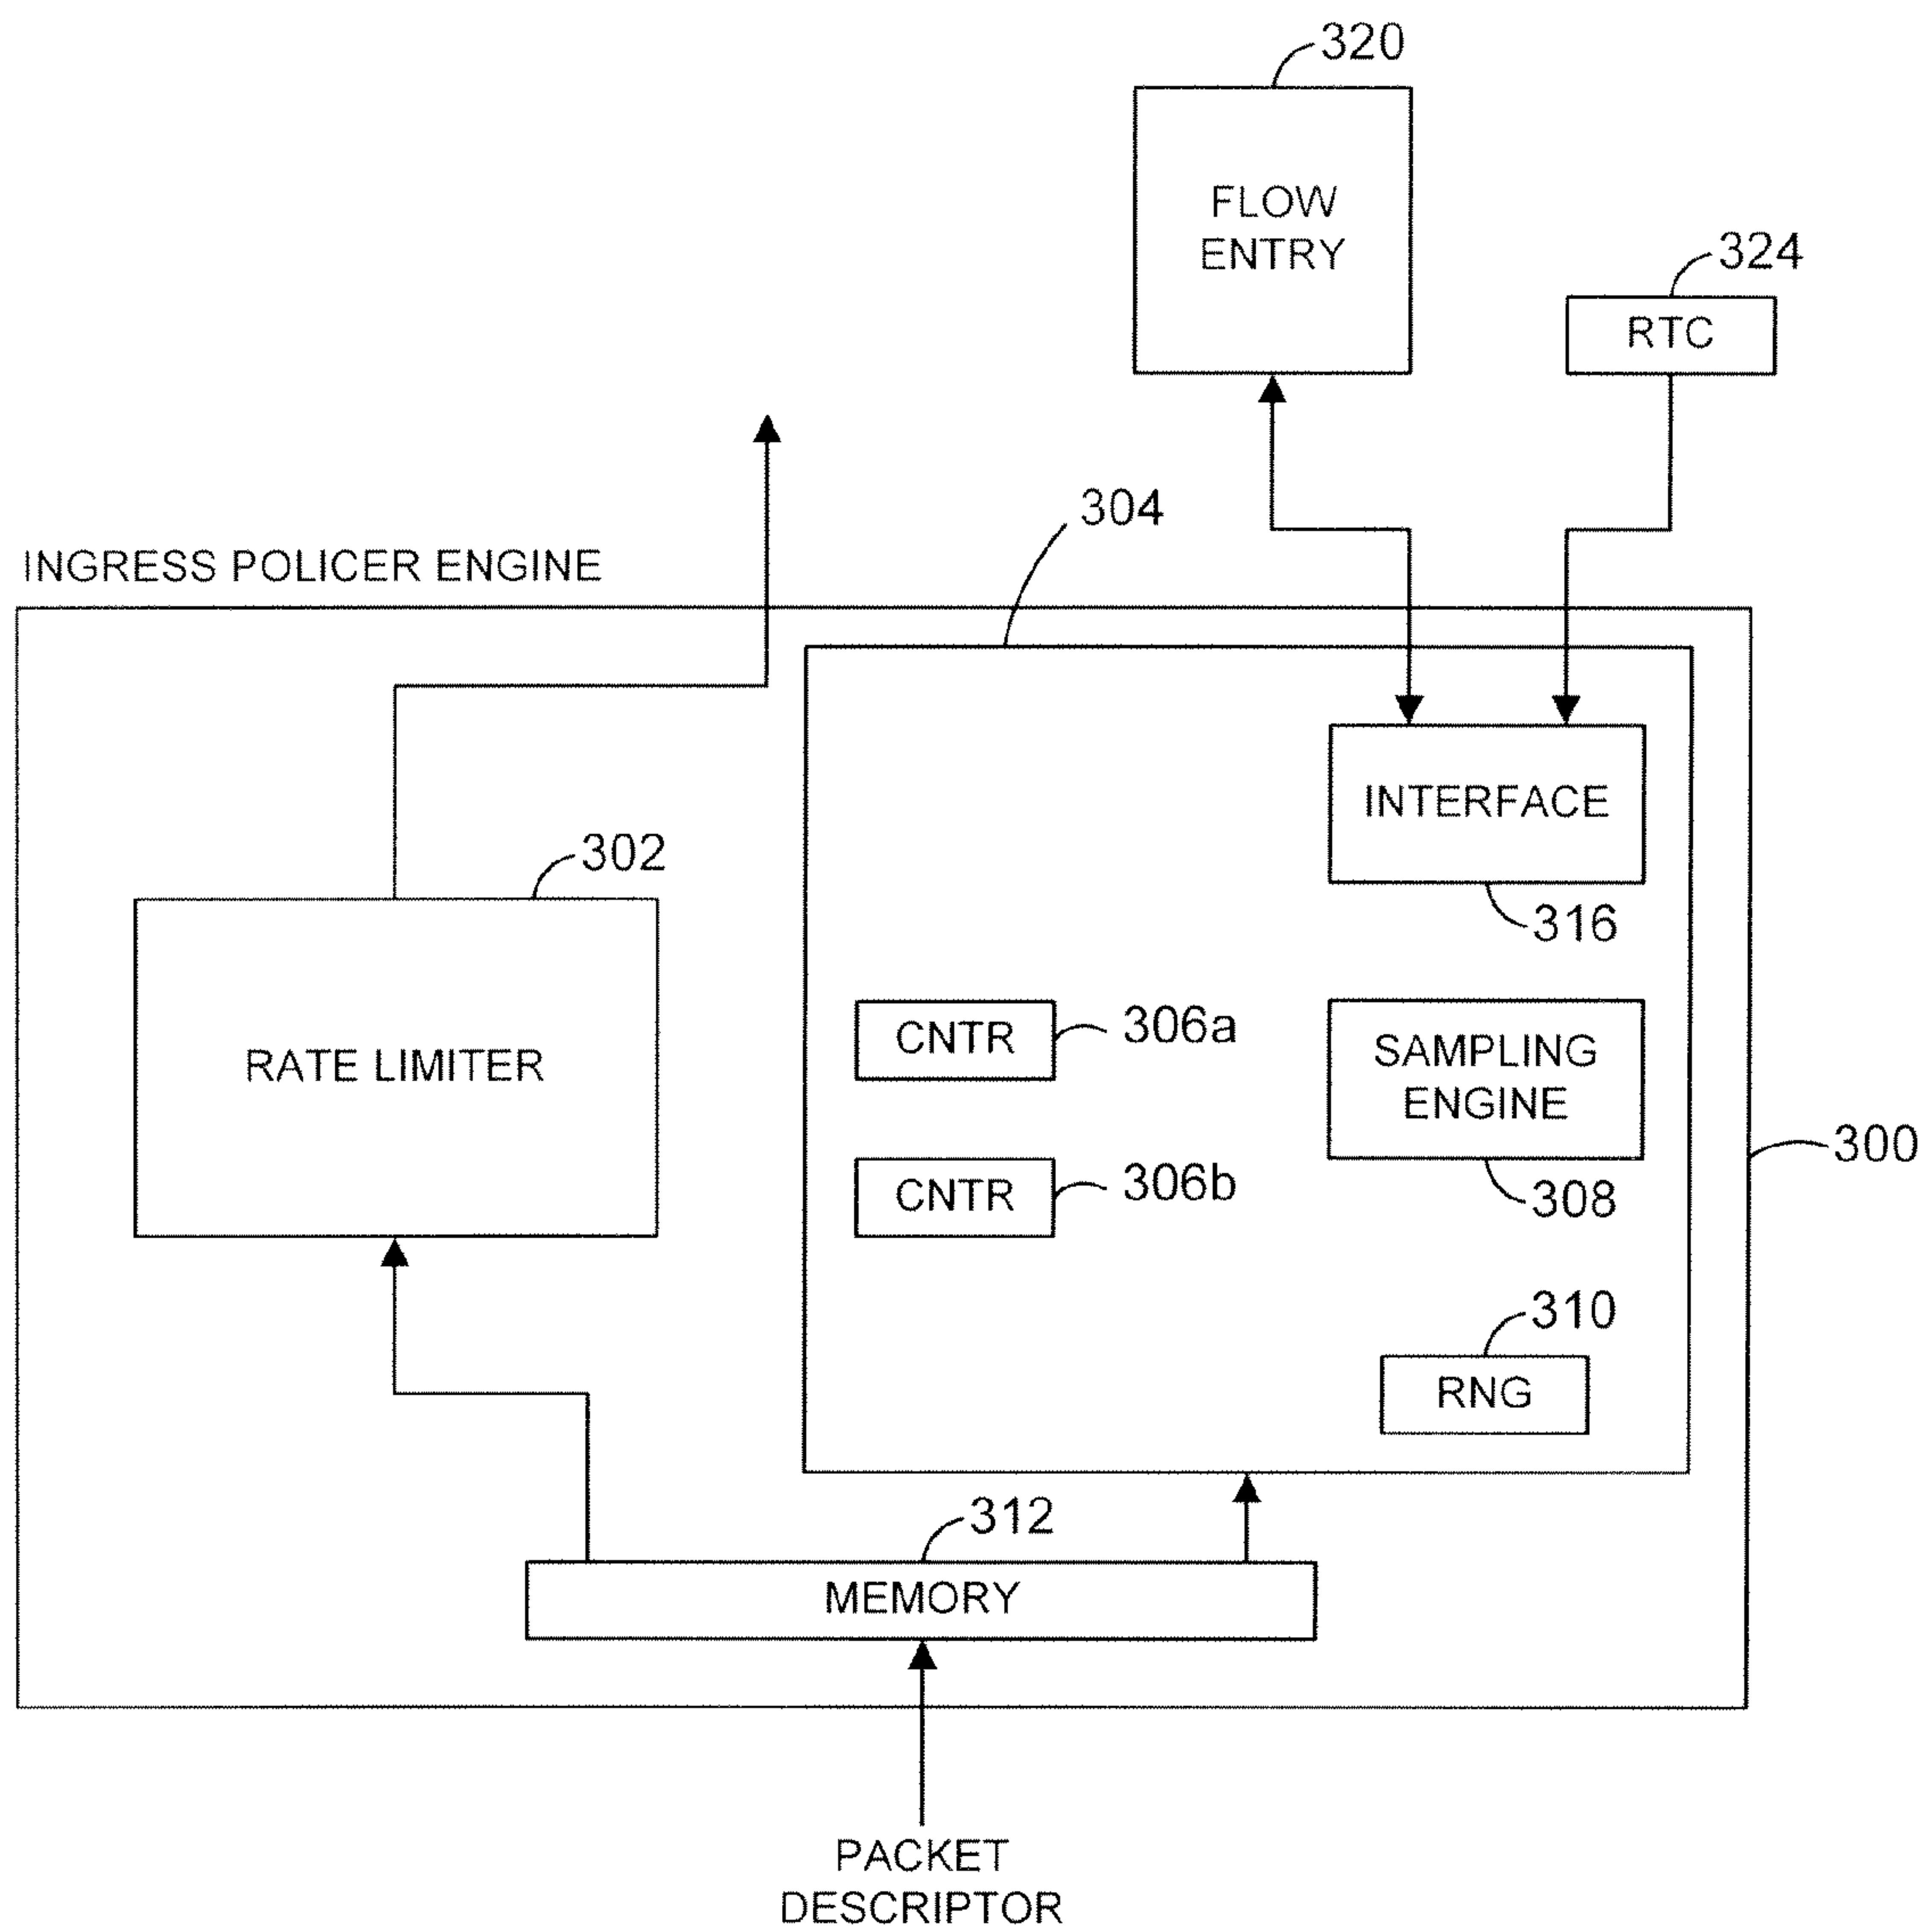 320
FLOW
ENTRY
324
RTC
304
INGRESS POLICER ENGINE
INTERFACE
302
316
CNTR
306a
SAMPLING
ENGINE
RATE LIMITER
300
CNTR
306b
308
310
RNG
312
MEMORY
PACKET
DESCRIPTOR